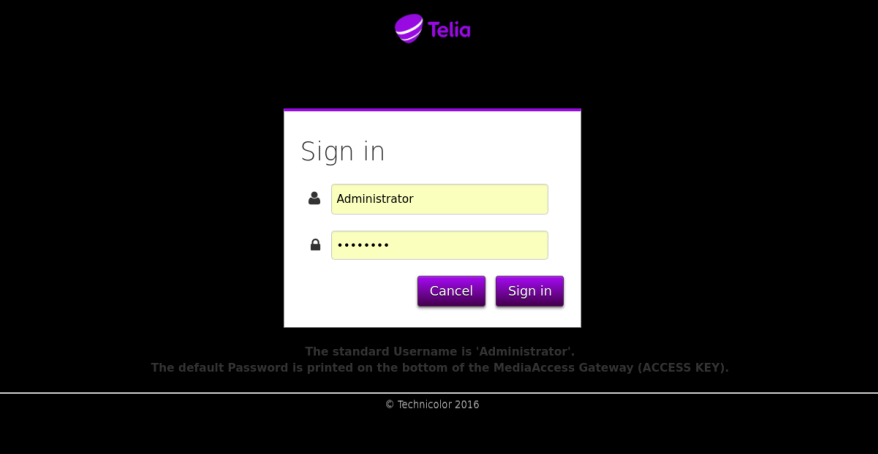 Telia
Sign in
Administrator
••••••••
Cancel Sign in
The standard Username is 'Administrator'.
The default Password is printed on the bottom of the MediaAccess Gateway (ACCESS KEY).
© Technicolor 2016